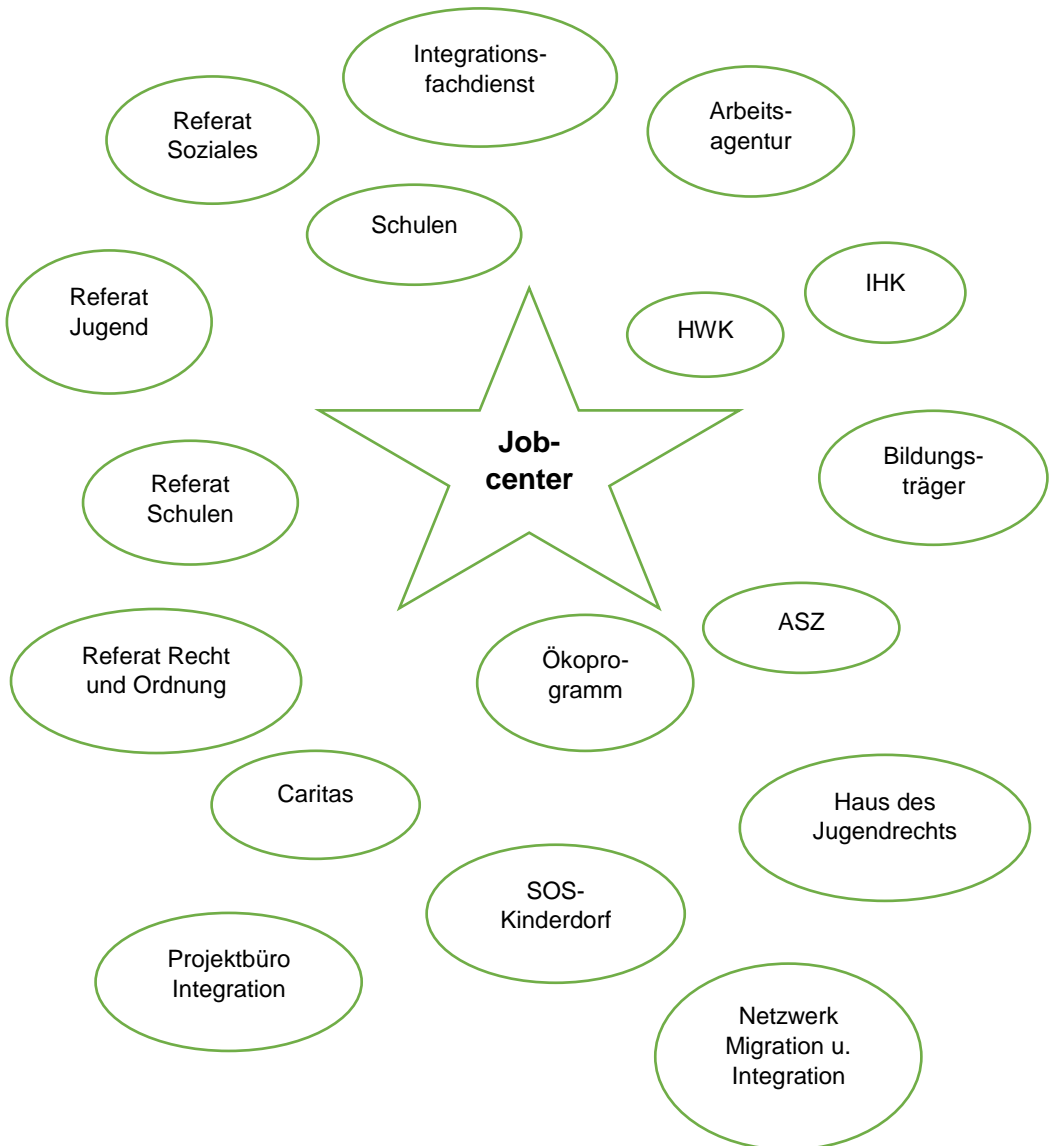 Integrations-
fachdienst
Arbeits-
agentur
Referat
Soziales
Schulen
Referat
Jugend
IHK
HWK
Job-
center
Bildungs-
träger
Referat
Schulen
ASZ
Referat Recht
und Ordnung
Ökopro-
gramm
Caritas
Haus des
Jugendrechts
SOS-
Kinderdorf
Projektbüro
Integration
Netzwerk
Migration u.
Integration